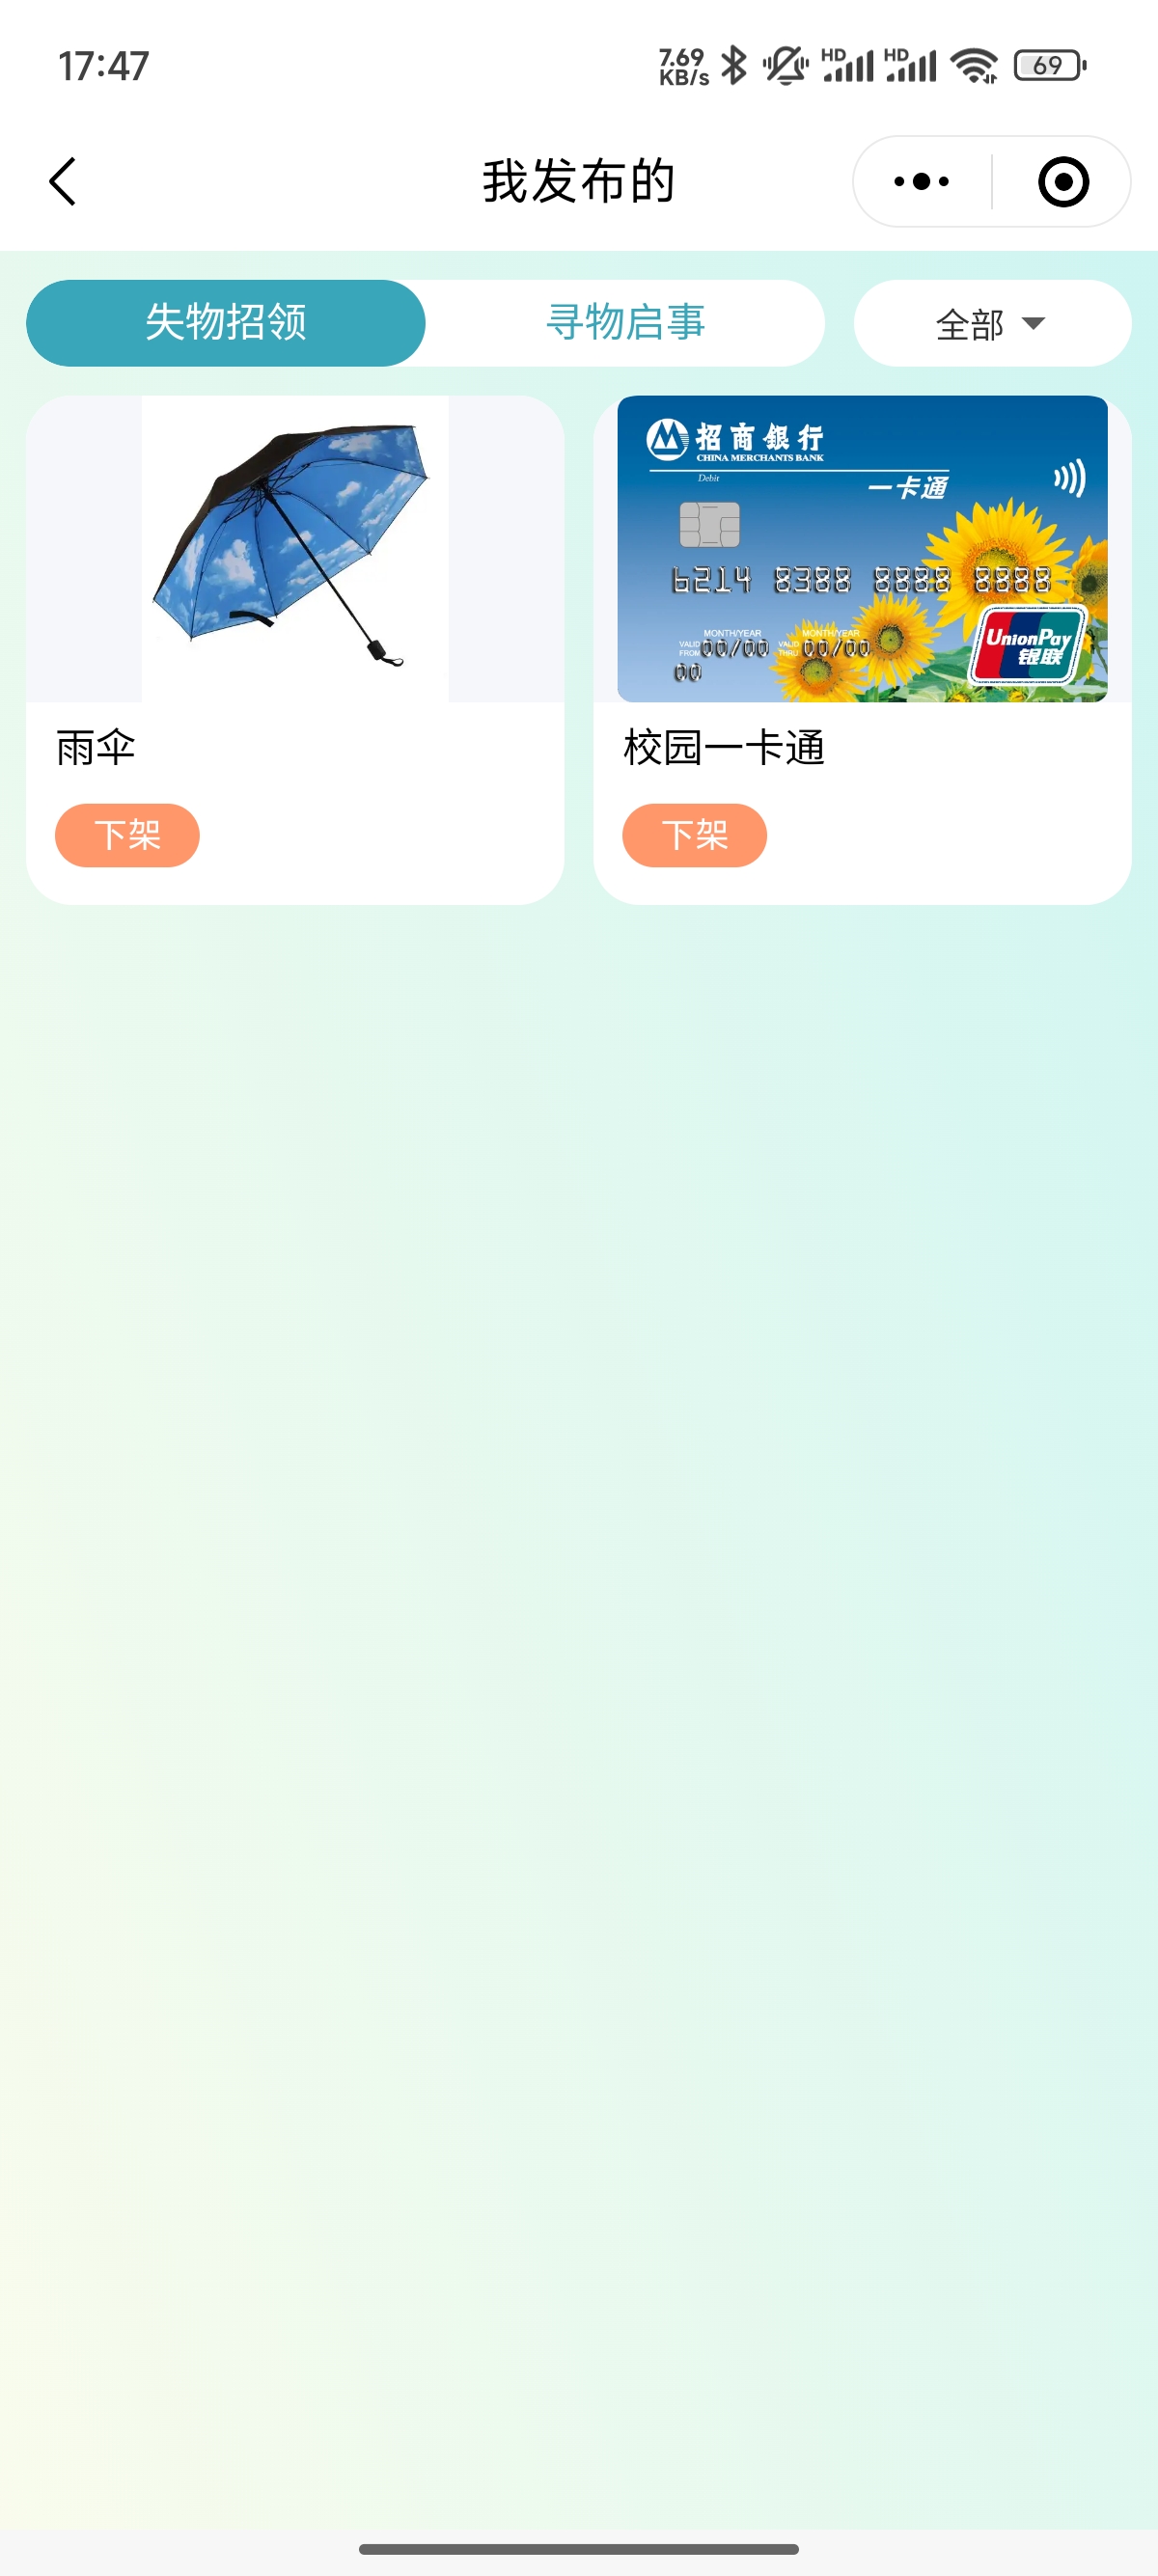 17:47
7.69
KB/s
HD
HD
69
我发布的
失物招领
寻物启事
全部
招商銀行
CHINA MERCHANTS BANK
Debit
一卡通
6214 8388 8888 8888
MONTH/YEAR
MONTH/YEAR
VALID
FROM
00/00
VALID
THRU
00/00
00
UnionPay
银联
雨伞
校园一卡通
下架
下架